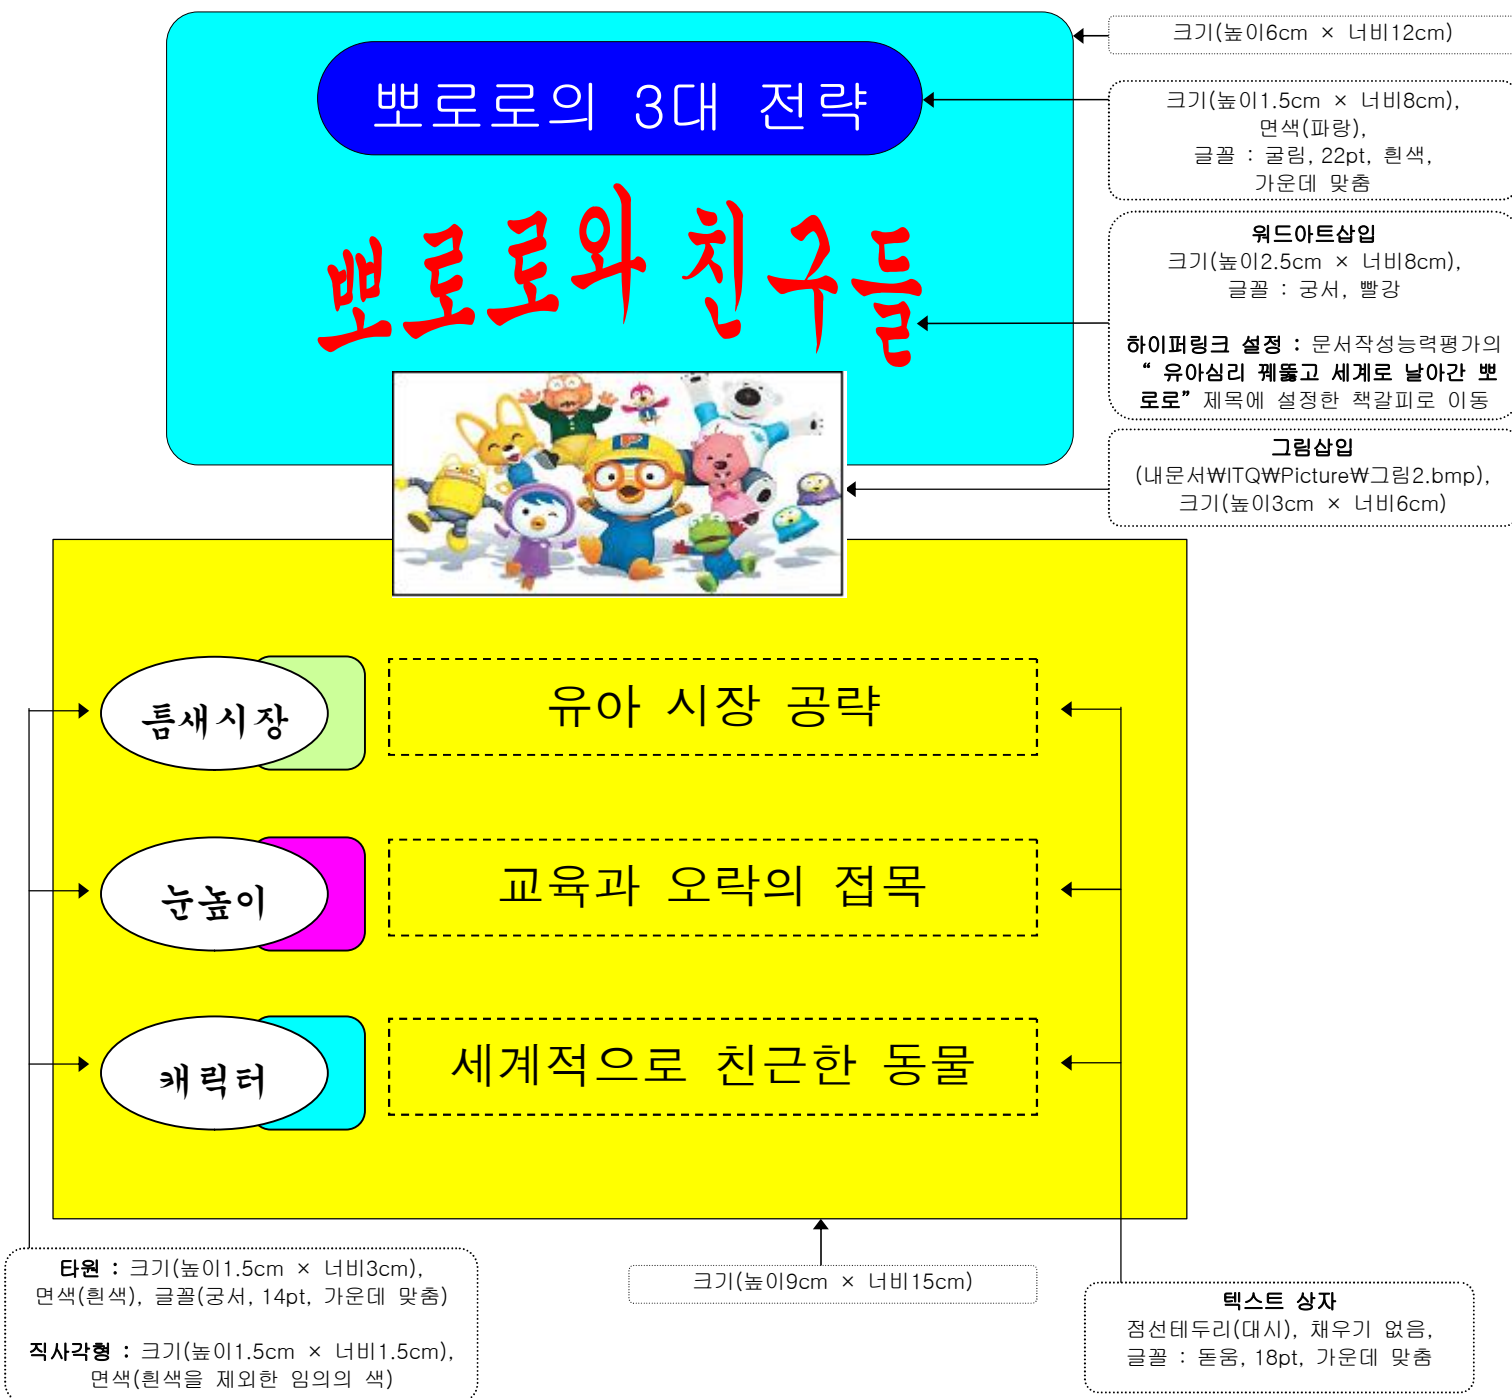 크기(높이6cm × 너비12cm)
뽀로로의 3대 전략
크기(높이1.5cm × 너비8cm),
면색(파랑),
글꼴 : 굴림, 22pt, 흰색,
가운데 맞춤
뽀로로와 친구들
워드아트삽입
크기(높이2.5cm × 너비8cm),
글꼴 : 궁서, 빨강
하이퍼링크 설정 : 문서작성능력평가의
“ 유아심리 꿰뚫고 세계로 날아간 뽀
로로” 제목에 설정한 책갈피로 이동
그림삽입
(내문서₩ITQ₩Picture₩그림2.bmp),
크기(높이3cm × 너비6cm)
P
틈새시장
유아 시장 공략
눈높이
교육과 오락의 접목
캐릭터
세계적으로 친근한 동물
타원 : 크기(높이1.5cm × 너비3cm),
면색(흰색), 글꼴(궁서, 14pt, 가운데 맞춤)
직사각형 : 크기(높이1.5cm × 너비1.5cm),
면색(흰색을 제외한 임의의 색)
크기(높이9cm × 너비15cm)
텍스트 상자
점선테두리(대시), 채우기 없음,
글꼴 : 돋움, 18pt, 가운데 맞춤